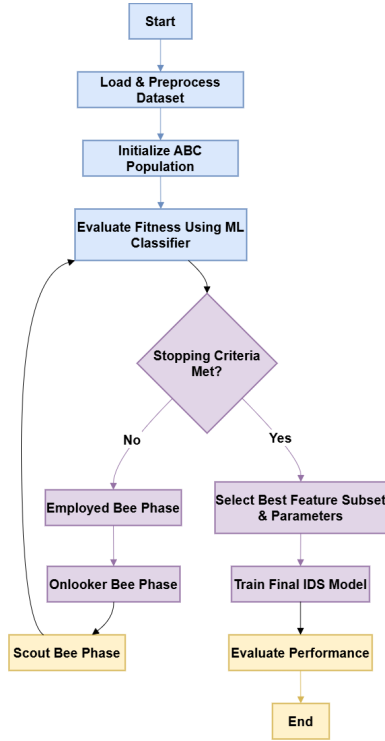 Start
Load & Preprocess
Dataset
Initialize ABC
Population
Evaluate Fitness Using ML
Classifier
Stopping Criteria
Met?
No
Yes
Employed Bee Phase
Select Best Feature Subset
& Parameters
Onlooker Bee Phase
Train Final IDS Model
Scout Bee Phase
Evaluate Performance
End